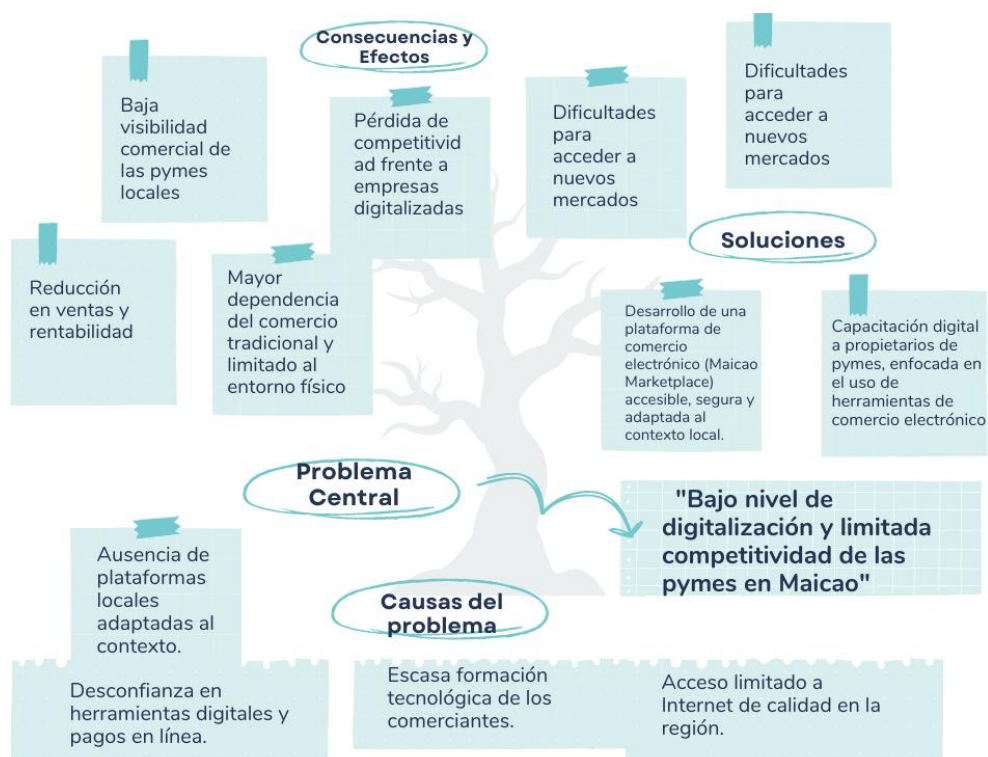 Consecuencias y
Efectos
Baja
visibilidad
comercial de
las pymes
locales
Pérdida de
competitivid
ad frente a
empresas
digitalizadas
Dificultades
para
acceder a
nuevos
mercados
Dificultades
para
acceder a
nuevos
mercados
Reducción
en ventas y
rentabilidad
Mayor
dependencia
del comercio
tradicional y
limitado al
entorno físico
Soluciones
Desarrollo de una
plataforma de
comercio
electrónico (Maicao
Marketplace)
accesible, segura y
adaptada al
contexto local.
Capacitación digital
a propietarios de
pymes, enfocada en
el uso de
herramientas de
comercio electrónico
Problema
Central
"Bajo nivel de
digitalización y limitada
competitividad de las
pymes en Maicao"
Causas del
problema
Ausencia de
plataformas
locales
adaptadas al
contexto.
Desconfianza en
herramientas digitales y
pagos en línea.
Escasa formación
tecnológica de los
comerciantes.
Acceso limitado a
Internet de calidad en la
región.